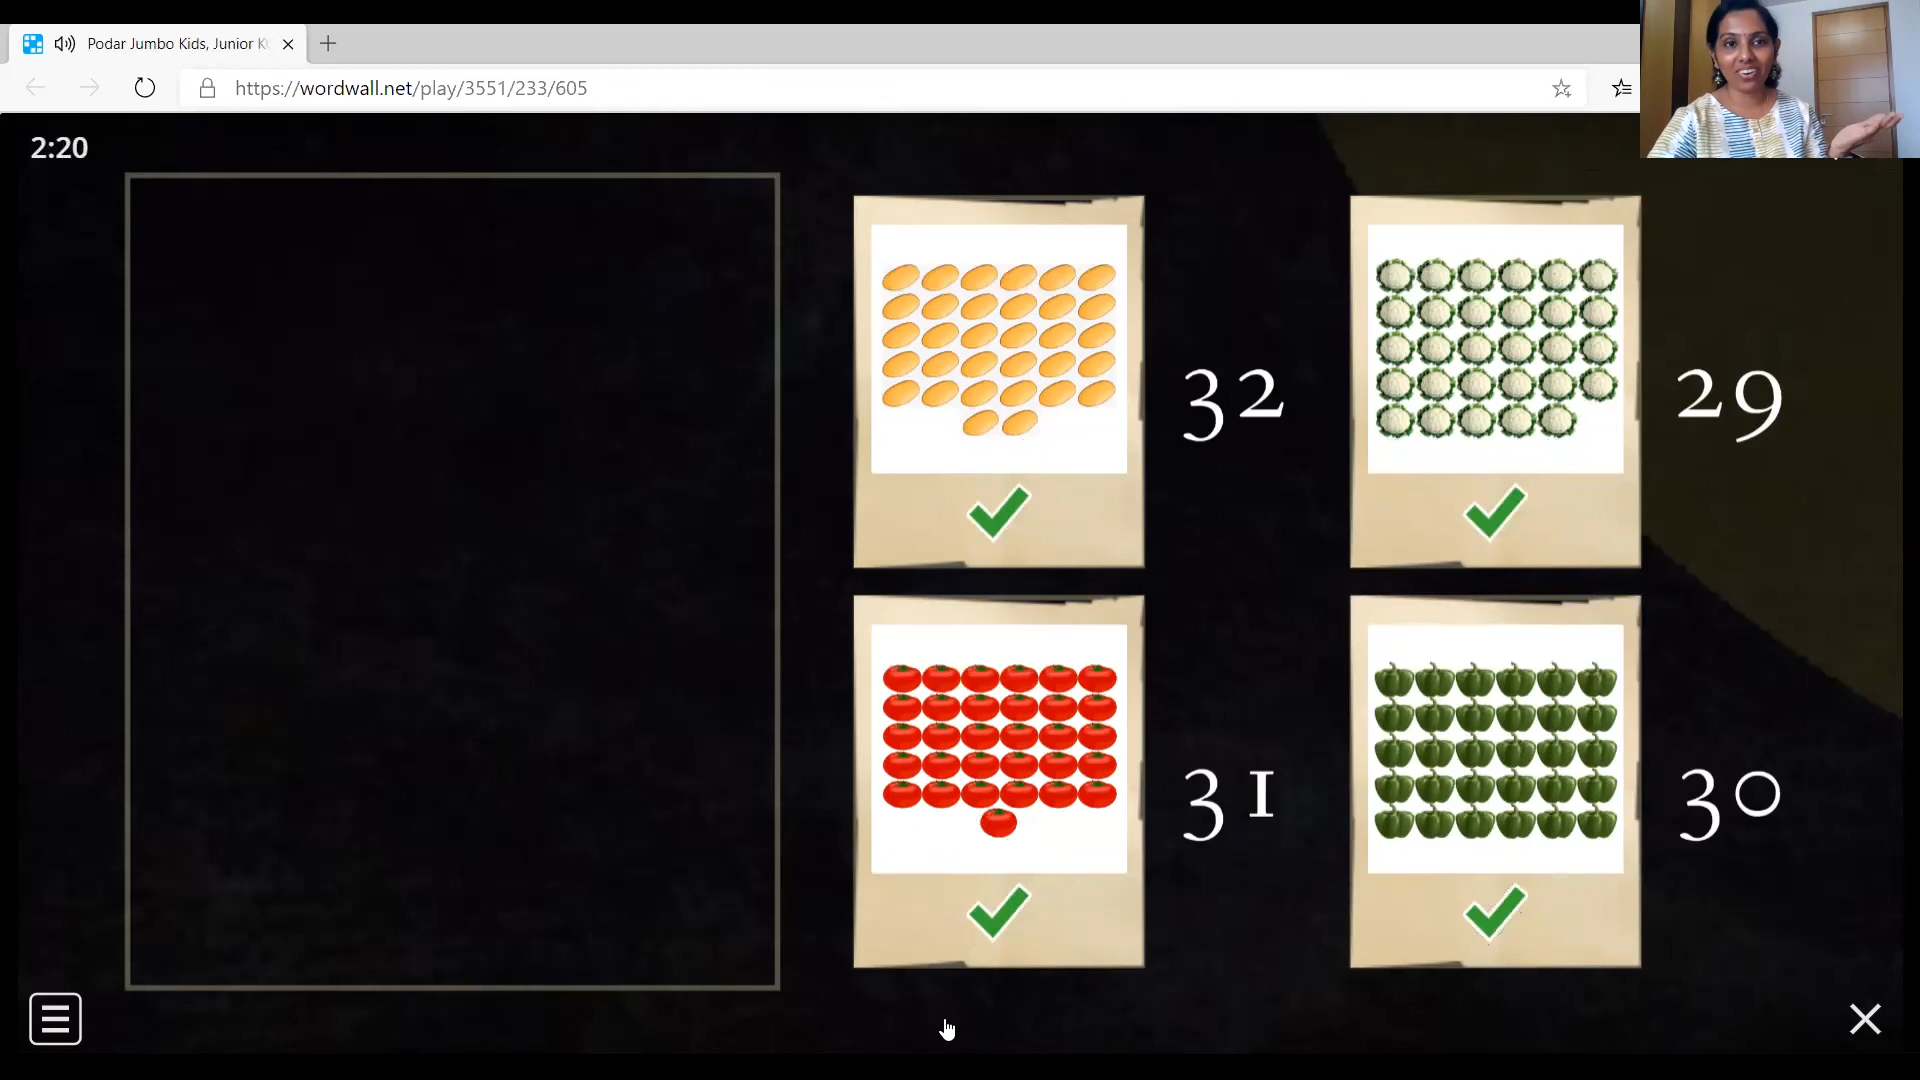 Podar Jumbo Kids, Junior K
https://wordwall.net/play/3551/233/605
2:20
32
29
31
30